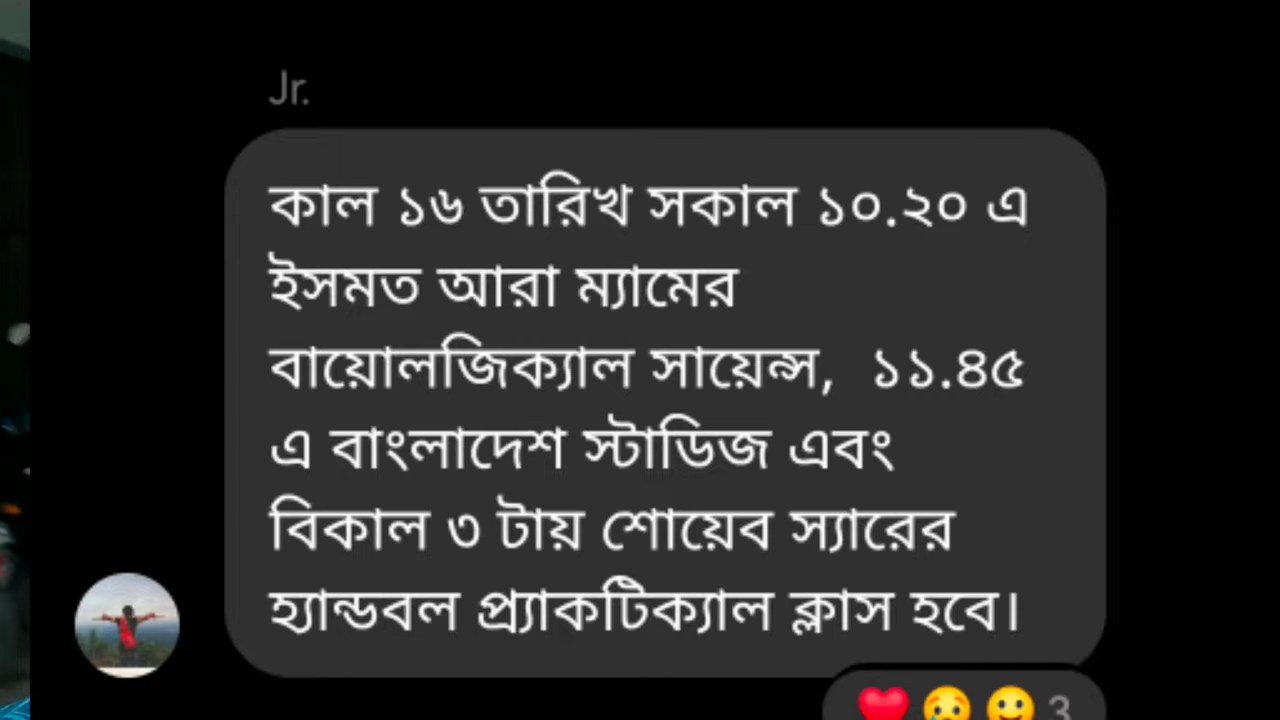 Jr.
কাল ১৬ তারিখ সকাল ১০.২০ এ
ইসমত আরা ম্যামের
বায়োলজিক্যাল সায়েন্স, ১১.৪৫
এ বাংলাদেশ স্টাডিজ এবং
বিকাল ৩ টায় শোয়েব স্যারের
হ্যান্ডবল প্র্যাকটিক্যাল ক্লাস হবে।
3